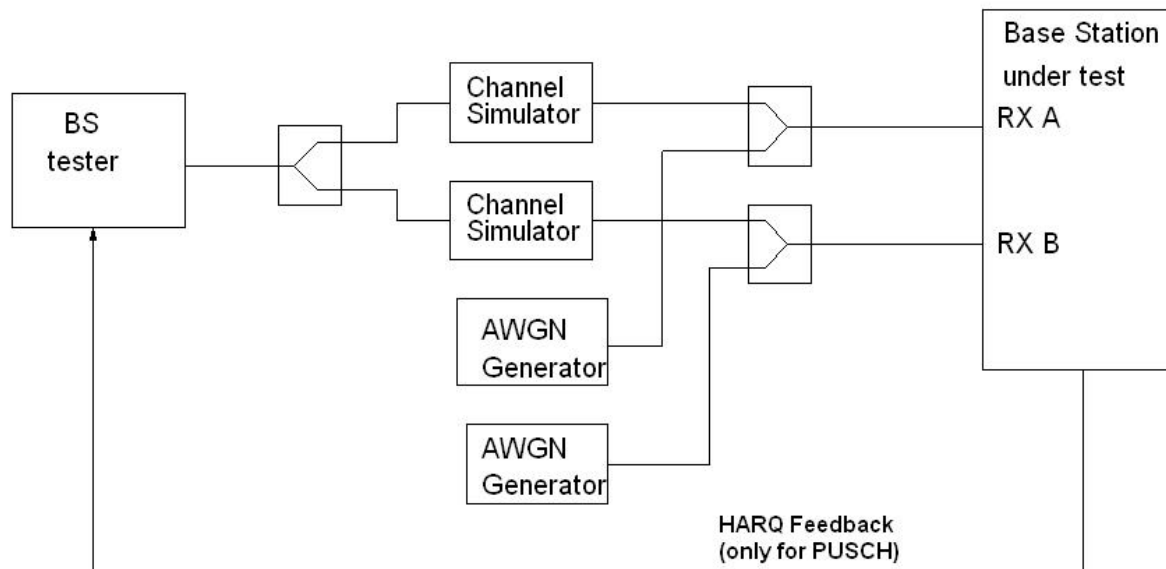 BS
tester
Channel
Simulator
Channel
Simulator
AWGN
Generator
AWGN
Generator
Base Station
under test
RX A
RX B
HARQ Feedback
(only for PUSCH)